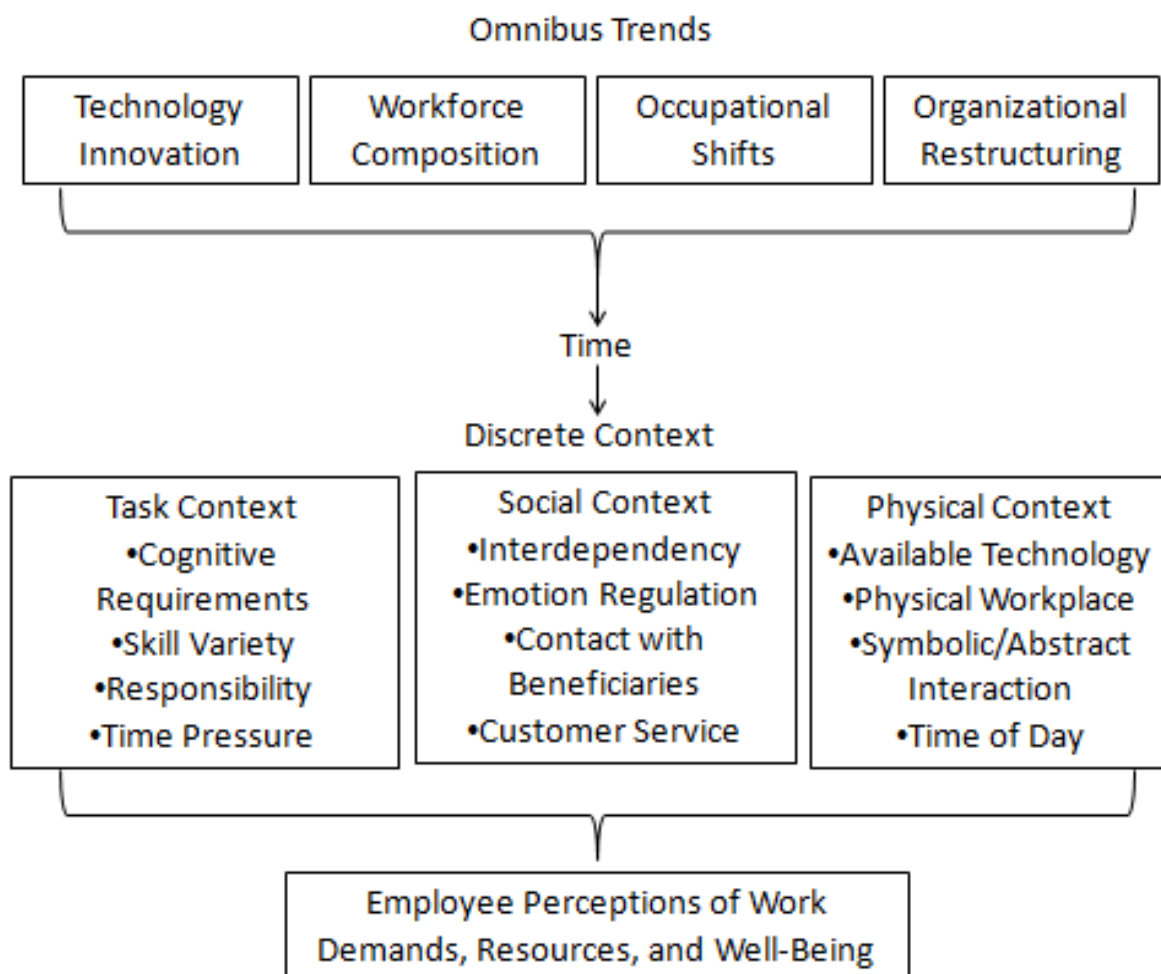 Omnibus Trends
Technology
Innovation
Workforce
Composition
Occupational
Shifts
Organizational
Restructuring
Time
Discrete Context
Task Context
•Cognitive
Requirements
•Skill Variety
•Responsibility
•Time Pressure
Social Context
•Interdependency
•Emotion Regulation
•Contact with
Beneficiaries
•Customer Service
Physical Context
•Available Technology
•Physical Workplace
•Symbolic/Abstract
Interaction
•Time of Day
Employee Perceptions of Work
Demands, Resources, and Well-Being